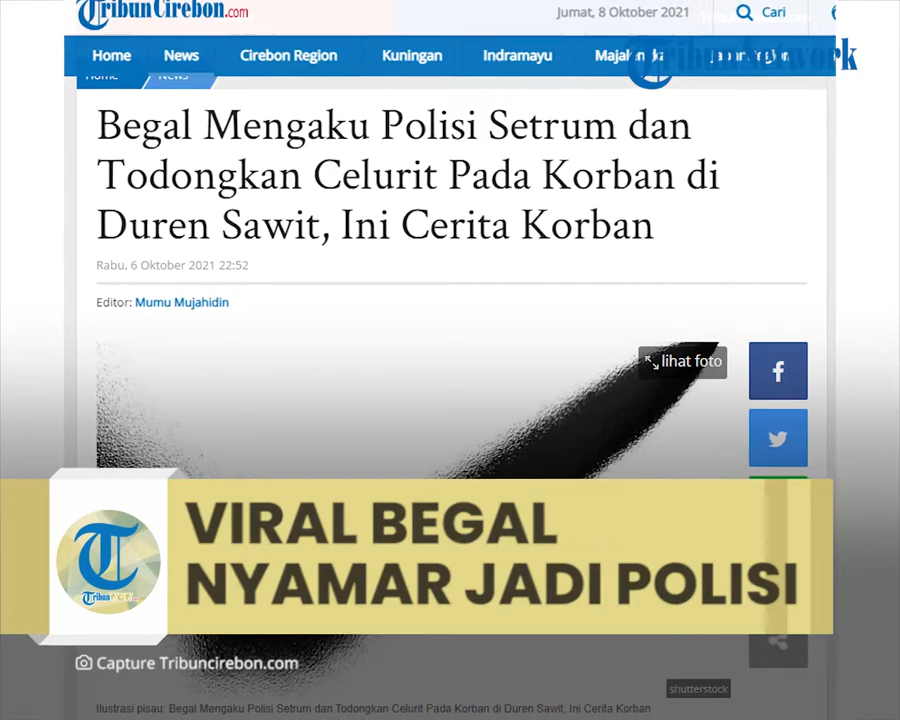 TribunCirebon.com
Jumat, 8 Oktober 2021
Cari
TribunNetwork
Home News Cirebon Region Kuningan Indramayu
Home News
Begal Mengaku Polisi Setrum dan
Todongkan Celurit Pada Korban di
Duren Sawit, Ini Cerita Korban
Rabu, 6 Oktober 2021 22:52
Editor: Mumu Mujahidin
lihat foto
VIRAL BEGAL
NYAMAR JADI POLISI
Capture Tribuncirebon.com
shutterstock
Ilustrasi pisau: Begal Mengaku Polisi Setrum dan Todongkan Celurit Pada Korban di Duren Sawit, Ini Cerita Korban